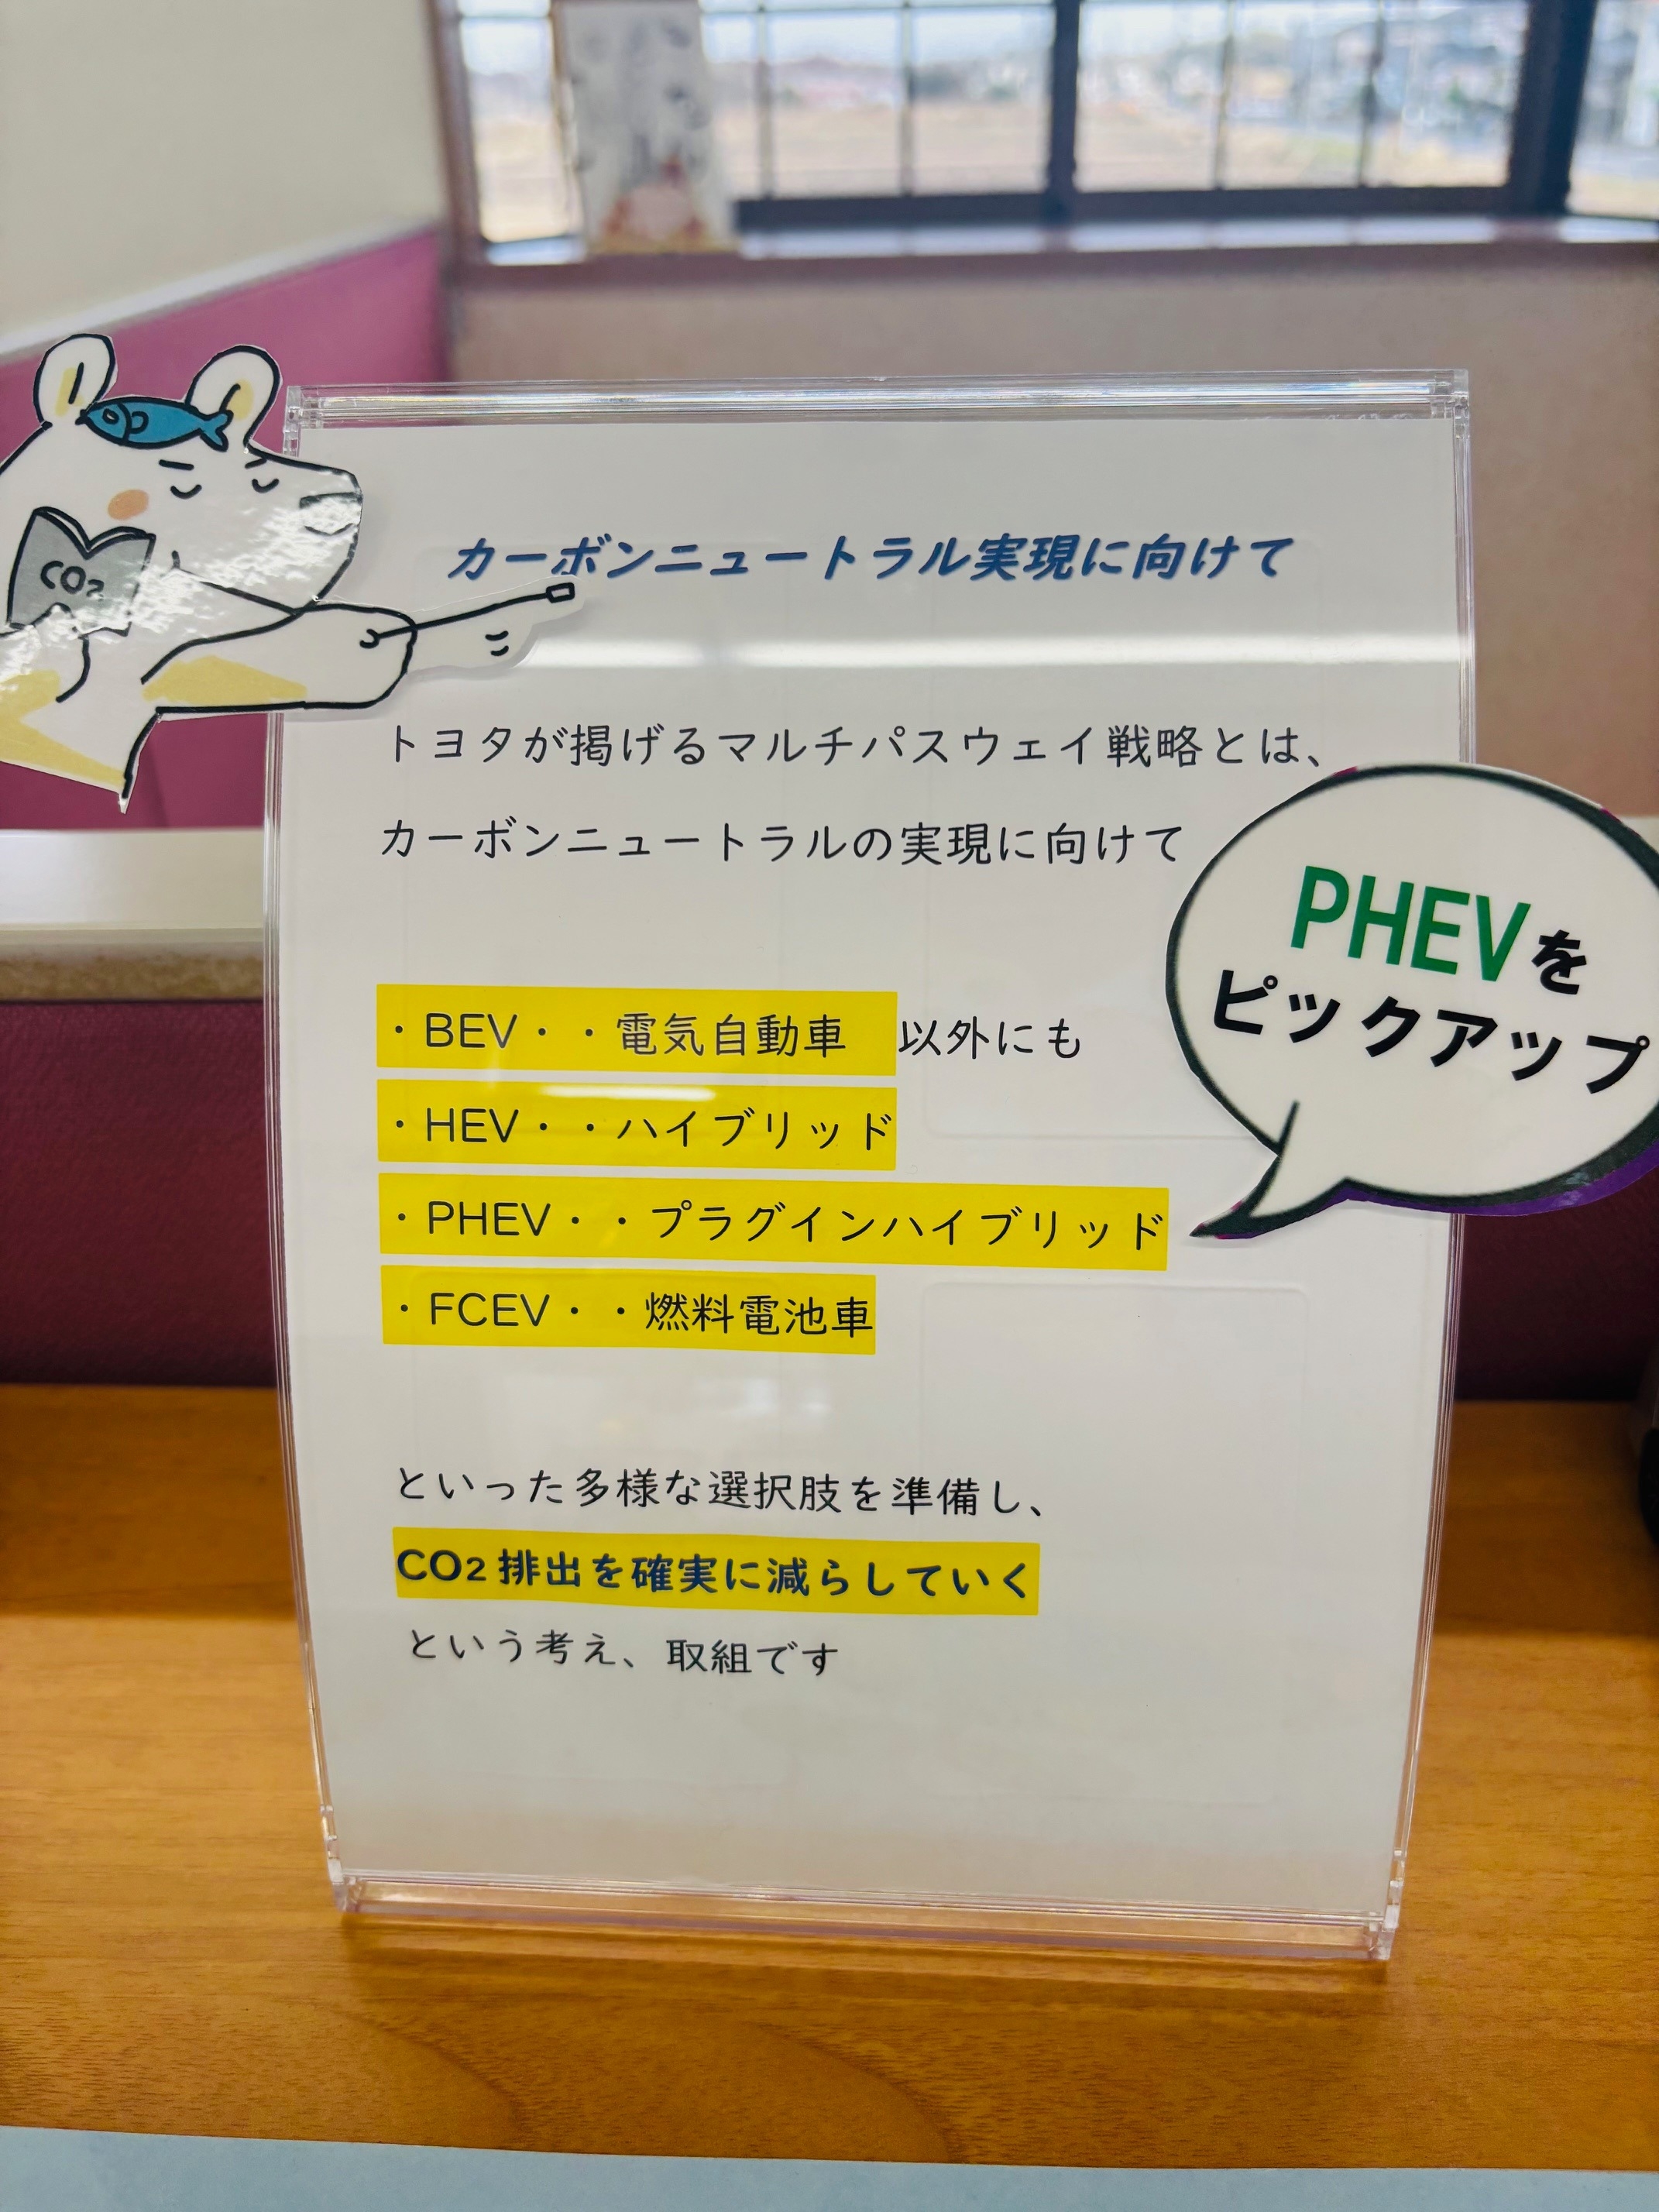 カーボンニュートラル実現に向けて
CO2
トヨタが掲げるマルチパスウェイ戦略とは、
カーボンニュートラルの実現に向けて
PHEVを
ピックアップ
・BEV・・電気自動車　以外にも
・HEV・・ハイブリッド
・PHEV・・プラグインハイブリッド
・FCEV・・燃料電池車
といった多様な選択肢を準備し、
CO2排出を確実に減らしていく
という考え、取組です